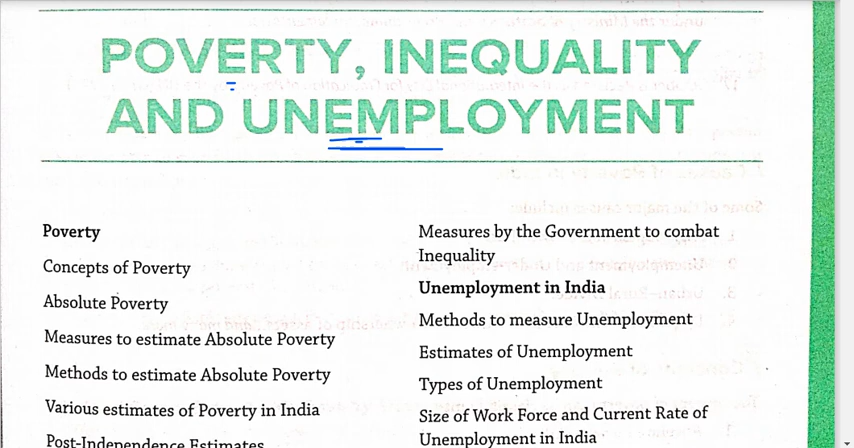 POVERTY, INEQUALITY
AND UNEMPLOYMENT
Poverty
Concepts of Poverty
Absolute Poverty
Measures to estimate Absolute Poverty
Methods to estimate Absolute Poverty
Various estimates of Poverty in India
Post-Independence Estimates
Measures by the Government to combat
Inequality
Unemployment in India
Methods to measure Unemployment
Estimates of Unemployment
Types of Unemployment
Size of Work Force and Current Rate of
Unemployment in India